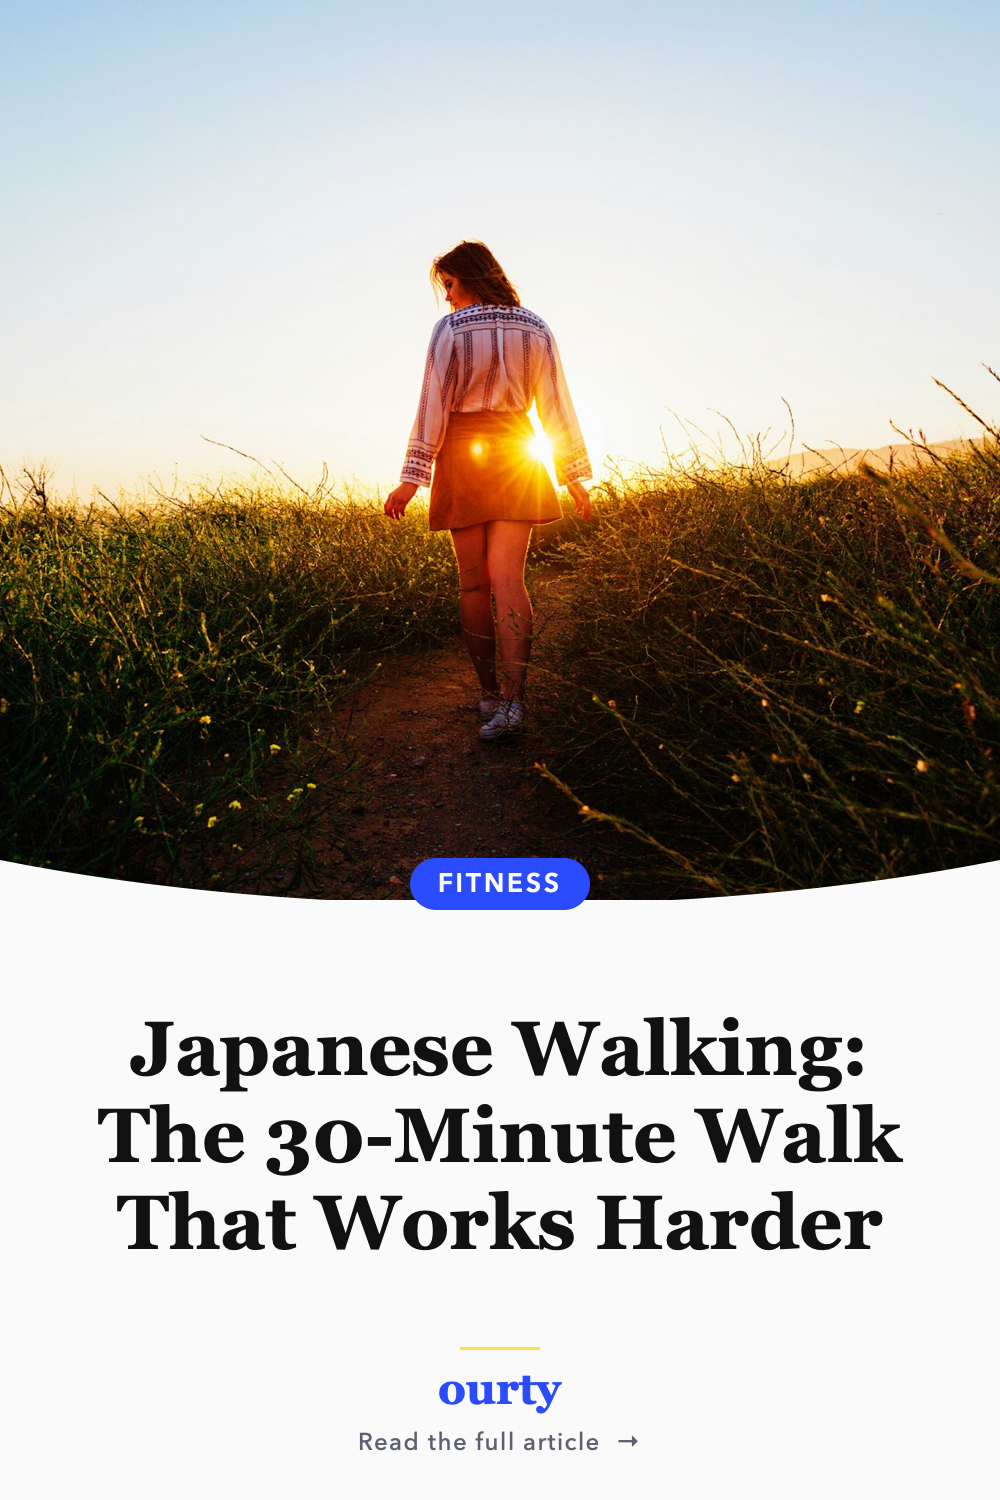 FITNESS
Japanese Walking:
The 30-Minute Walk
That Works Harder
ourty
Read the full article →